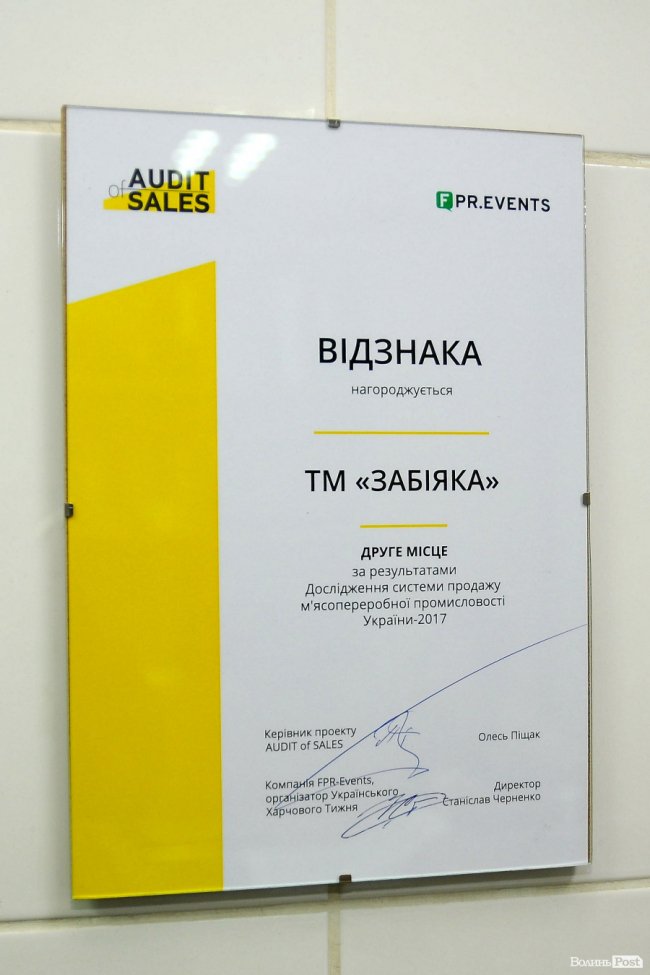 AUDIT
of SALES
FPR.EVENTS
ВІДЗНАКА
нагороджується
ТМ «ЗАБІЯКА»
ДРУГЕ МІСЦЕ
за результатами
Дослідження системи продажу
м'ясопереробної промисловості
України-2017
Керівник проекту
AUDIT of SALES
Олесь Піщак
Компанія FPR-Events,
організатор Українського
Харчового Тижня
Директор
Станіслав Черненко
ВолиньPost